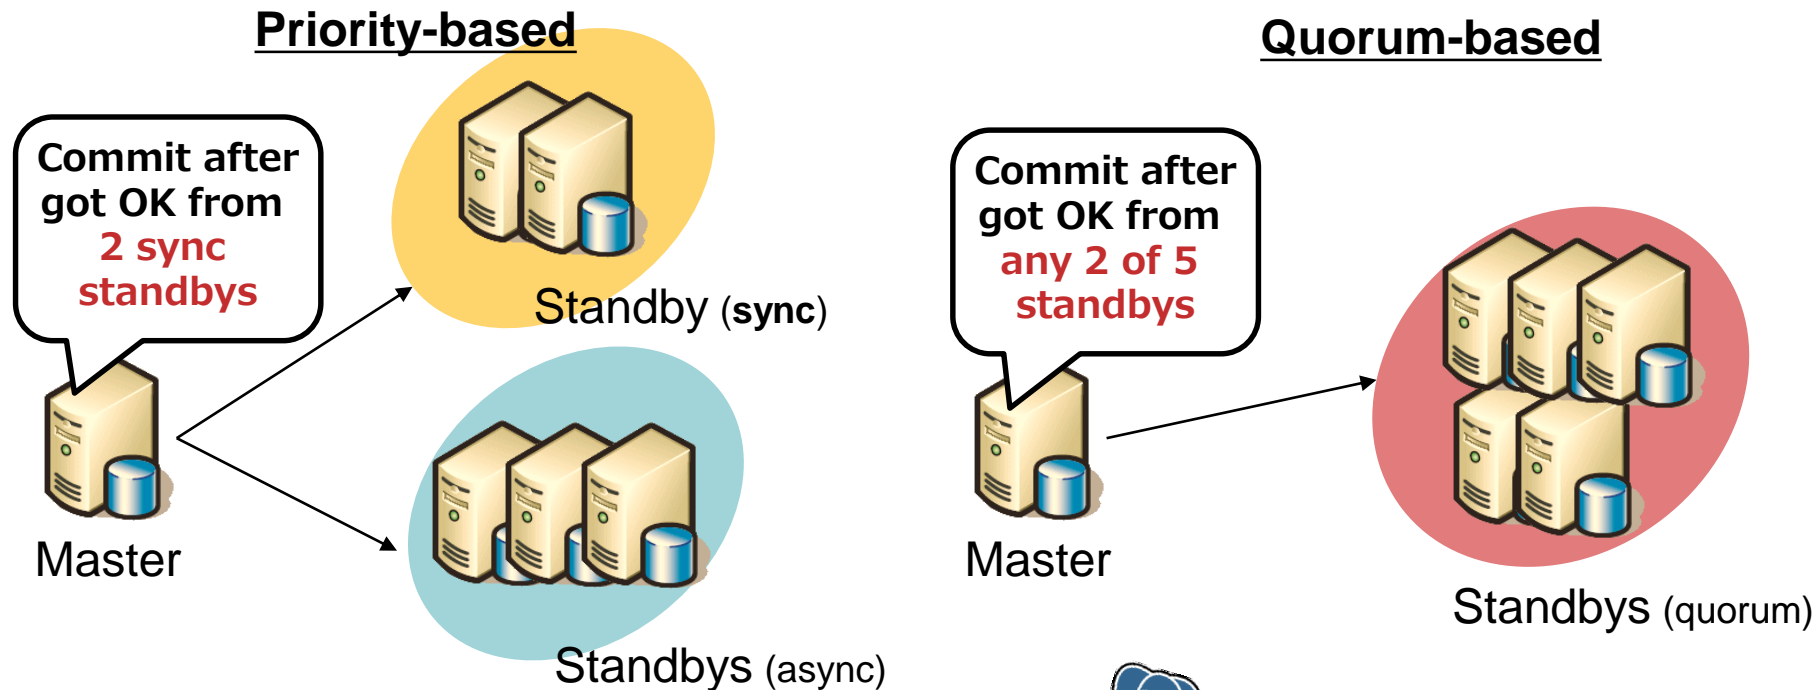 Priority-based
Commit after
got OK from
2 sync
standbys
Standby (sync)
Master
Standbys (async)
Quorum-based
Commit after
got OK from
any 2 of 5
standbys
Master
Standbys (quorum)